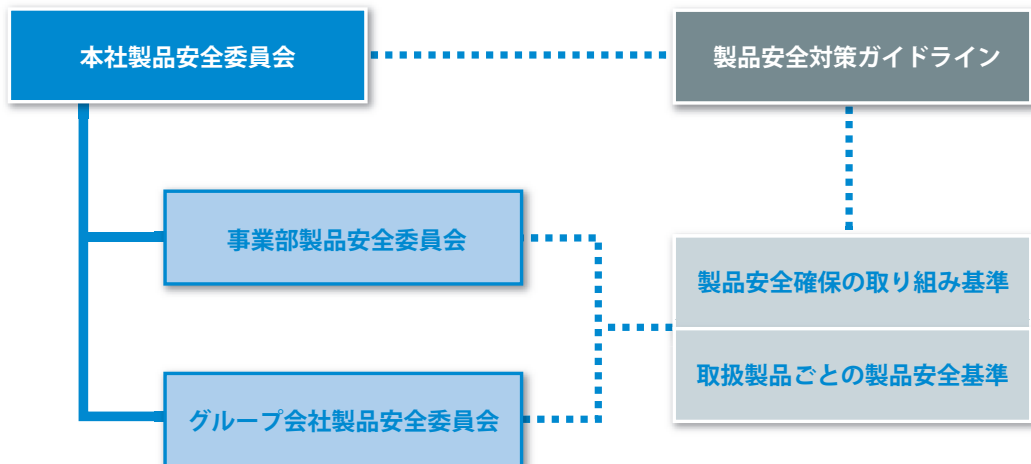 本社製品安全委員会
製品安全対策ガイドライン
事業部製品安全委員会
製品安全確保の取り組み基準
取扱製品ごとの製品安全基準
グループ会社製品安全委員会